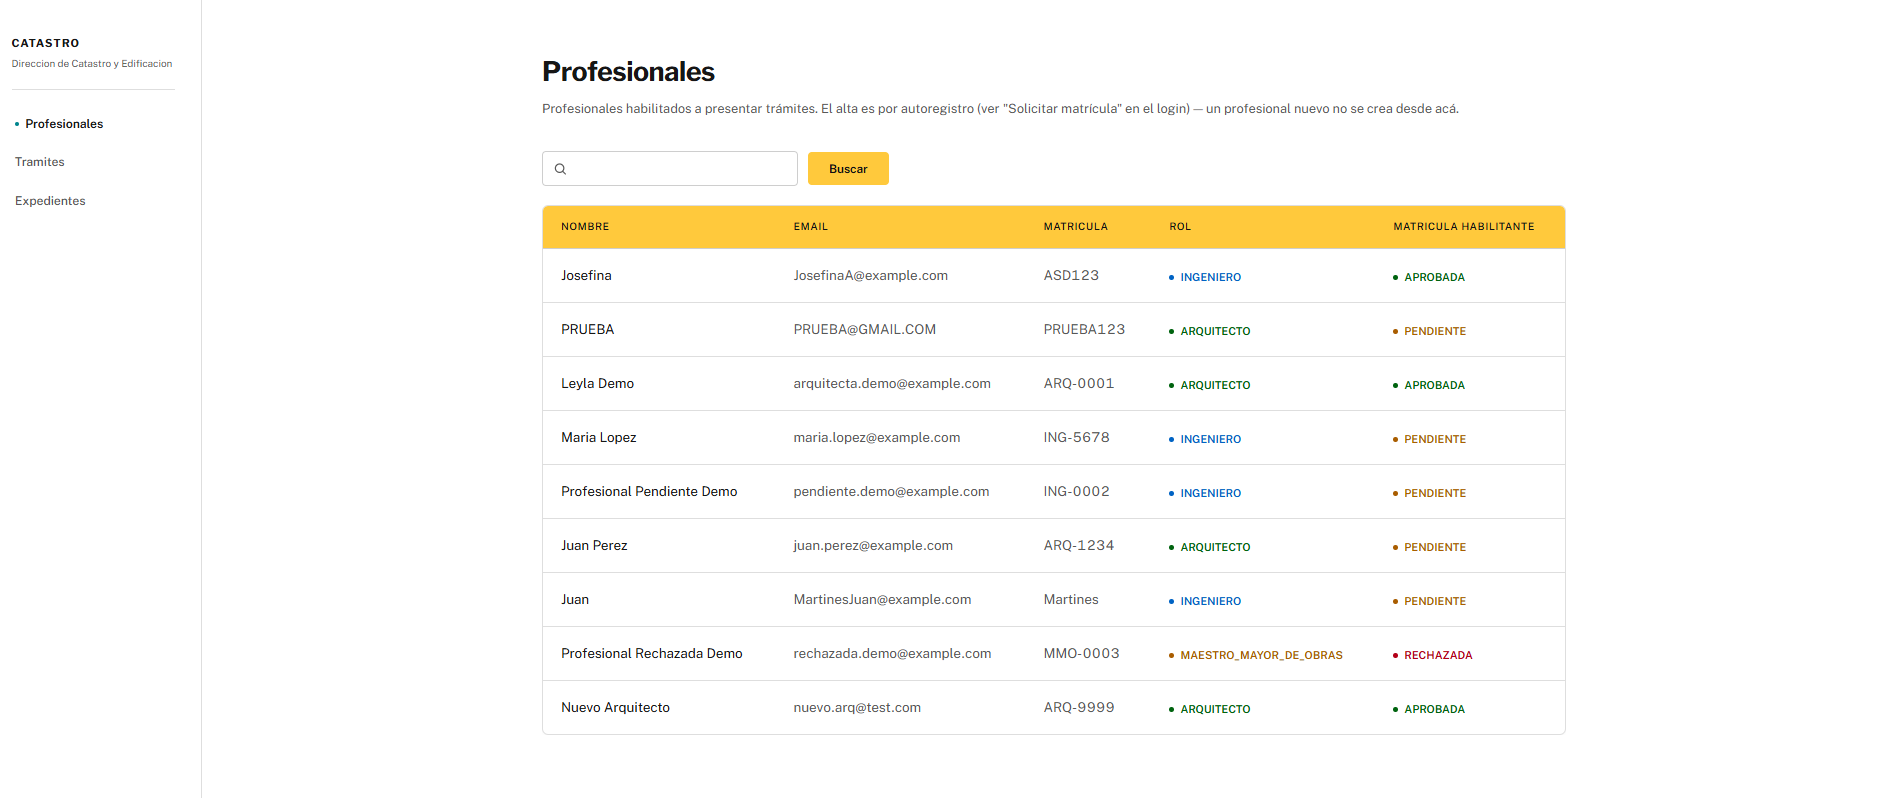 CATASTRO
Direccion de Catastro y Edificacion
Profesionales
Tramites
Expedientes
Profesionales
Profesionales habilitados a presentar trámites. El alta es por autoregistro (ver "Solicitar matrícula" en el login) — un profesional nuevo no se crea desde acá.
Buscar
NOMBRE EMAIL MATRICULA ROL MATRICULA HABILITANTE
Josefina JosefinaA@example.com ASD123 INGENIERO APROBADA
PRUEBA PRUEBA@GMAIL.COM PRUEBA123 ARQUITECTO PENDIENTE
Leyla Demo arquitecta.demo@example.com ARQ-0001 ARQUITECTO APROBADA
Maria Lopez maria.lopez@example.com ING-5678 INGENIERO PENDIENTE
Profesional Pendiente Demo pendiente.demo@example.com ING-0002 INGENIERO PENDIENTE
Juan Perez juan.perez@example.com ARQ-1234 ARQUITECTO PENDIENTE
Juan MartinesJuan@example.com Martines INGENIERO PENDIENTE
Profesional Rechazada Demo rechazada.demo@example.com MMO-0003 MAESTRO_MAYOR_DE_OBRAS RECHAZADA
Nuevo Arquitecto nuevo.arq@test.com ARQ-9999 ARQUITECTO APROBADA